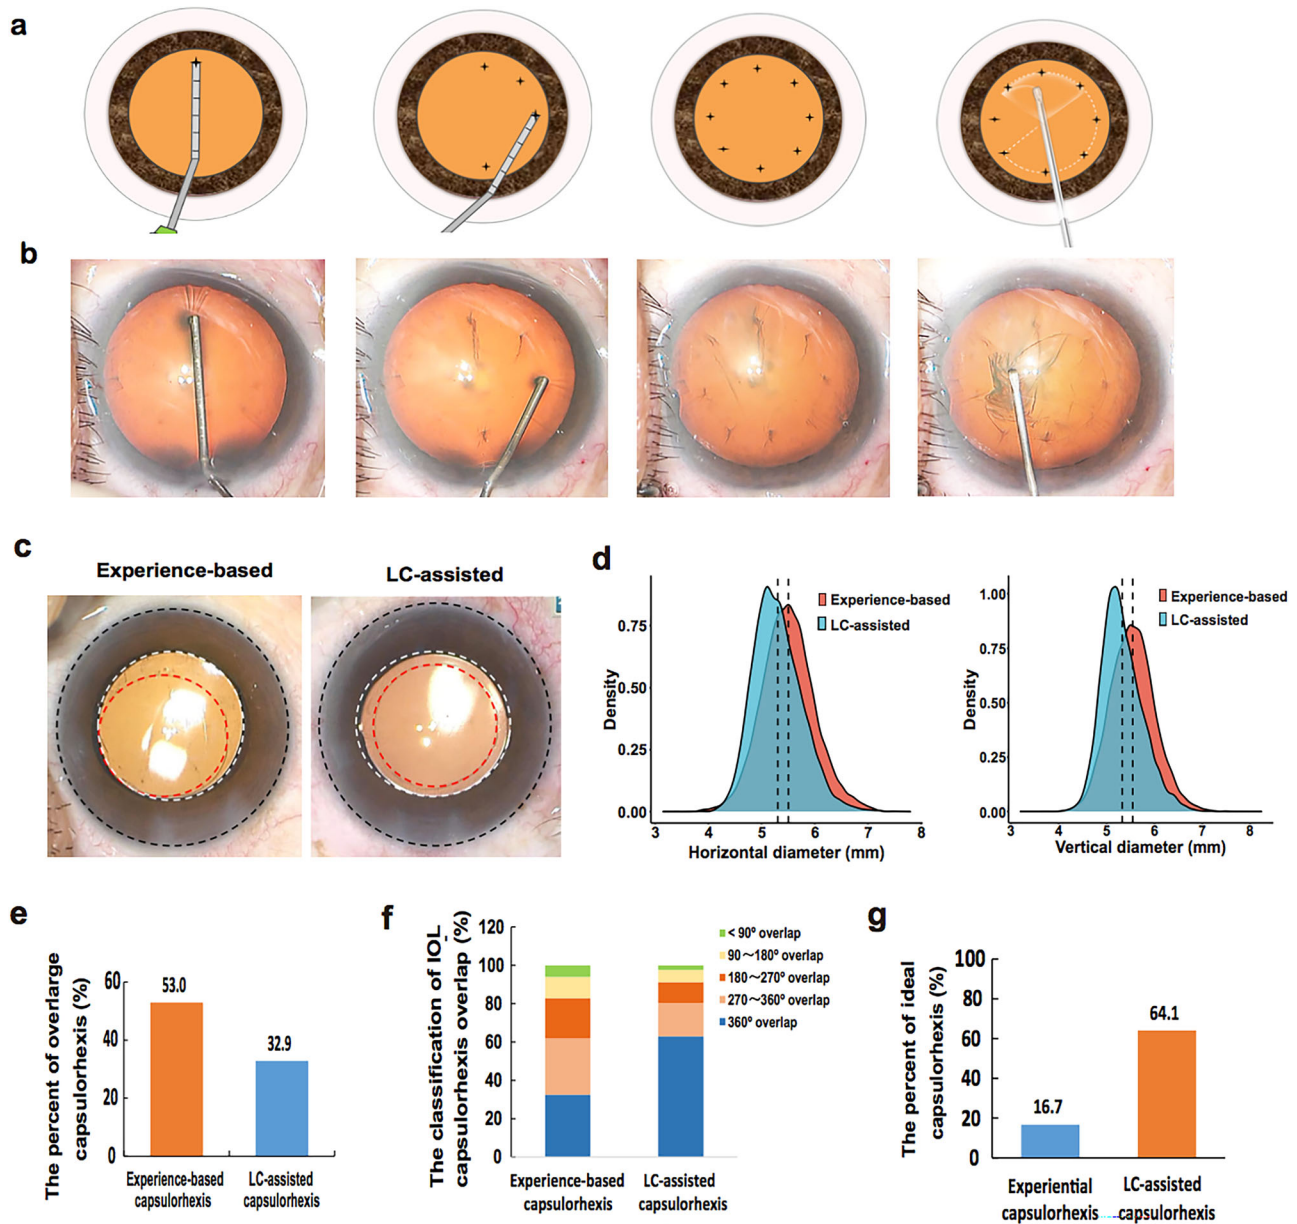 a
b
c
Experience-based
LC-assisted
d
Density
0.75
0.50
0.25
0.00
3 4 5 6 7 8
Horizontal diameter (mm)
Experience-based
LC-assisted
Density
1.00
0.75
0.50
0.25
0.00
3 4 5 6 7 8
Vertical diameter (mm)
Experience-based
LC-assisted
e
The percent of overlarge
capsulorhexis (%)
60
40
20
0
53.0
32.9
Experience-based
capsulorhexis
LC-assisted
capsulorhexis
f
The classification of IOL_
capsulorhexis overlap (%)
120
100
80
60
40
20
0
< 90º overlap
90～180º overlap
180～270º overlap
270～360º overlap
360º overlap
Experience-based
capsulorhexis
LC-assisted
capsulorhexis
g
The percent of ideal
capsulorhexis (%)
100
80
60
40
20
0
16.7
64.1
Experiential
capsulorhexis
LC-assisted
capsulorhexis